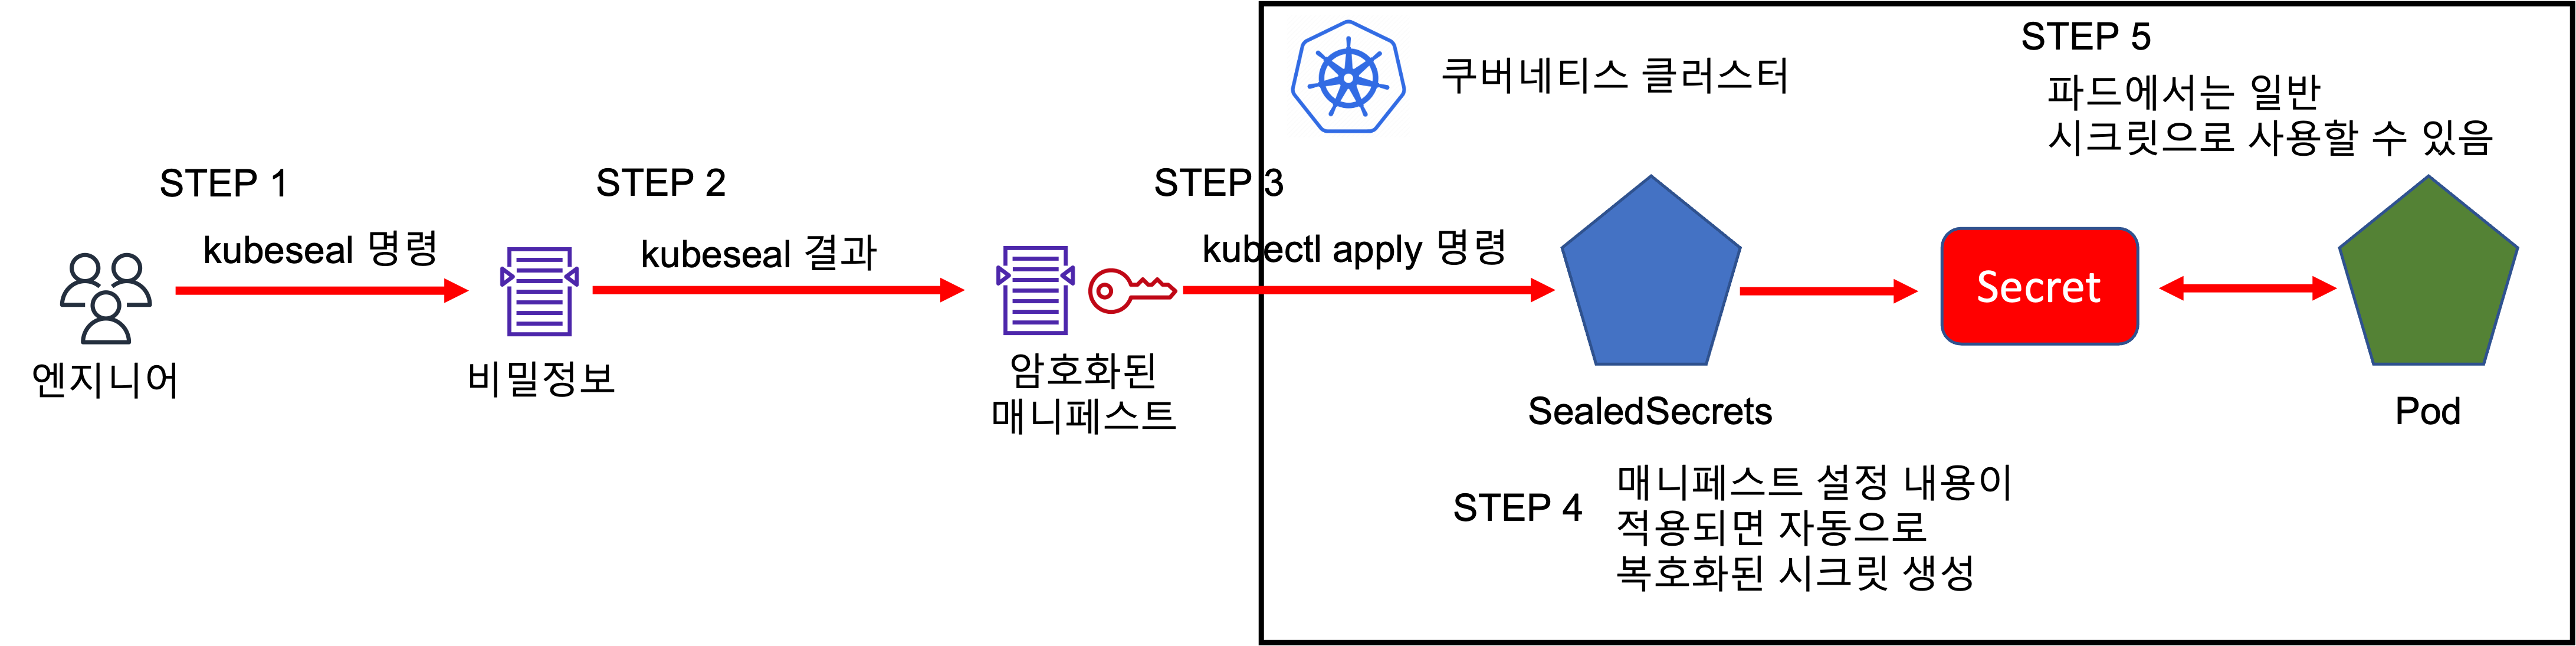 STEP 1
kubeseal 명령
엔지니어
STEP 2
kubeseal 결과
비밀정보
STEP 3
kubectl apply 명령
암호화된
매니페스트
쿠버네티스 클러스터
SealedSecrets
STEP 4
매니페스트 설정 내용이
적용되면 자동으로
복호화된 시크릿 생성
Secret
STEP 5
파드에서는 일반
시크릿으로 사용할 수 있음
Pod